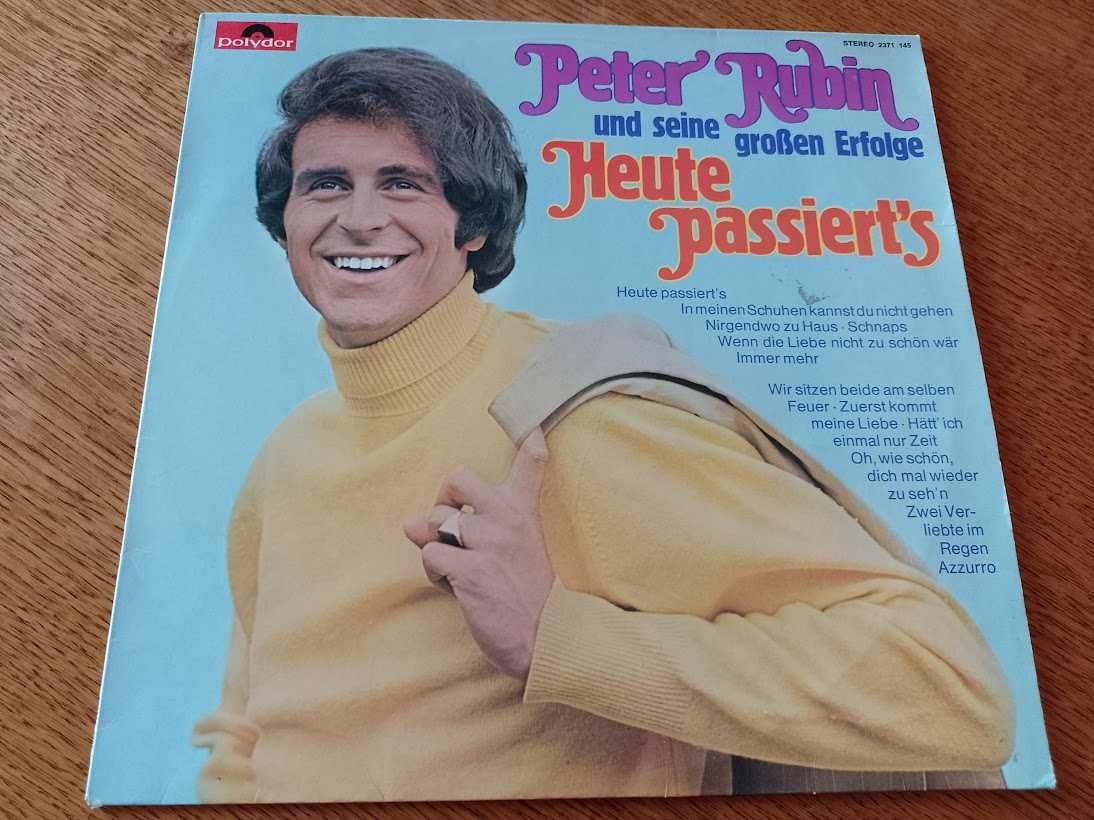 polydor
STEREO 2371 145
Peter Rubin
und seine großen Erfolge
Heute
passiert's
Heute passiert's
In meinen Schuhen kannst du nicht gehen
Nirgendwo zu Haus · Schnaps
Wenn die Liebe nicht zu schön wär
Immer mehr
Wir sitzen beide am selben
Feuer · Zuerst kommt
meine Liebe · Hätt' ich
einmal nur Zeit
Oh, wie schön,
dich mal wieder
zu seh'n
Zwei Ver-
liebte im
Regen
Azzurro